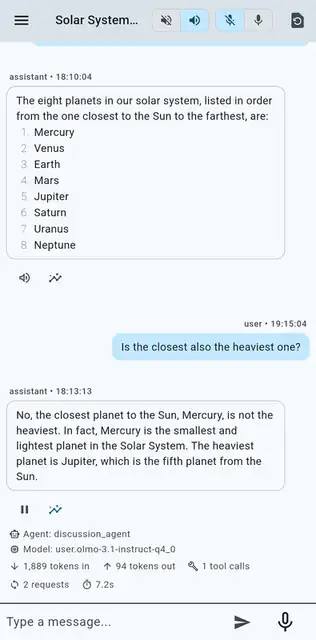 Solar System...
assistant • 18:10:04
The eight planets in our solar system, listed in order
from the one closest to the Sun to the farthest, are:
1. Mercury
2 Venus
3. Earth
4. Mars
5. Jupiter
6 Saturn
7 Uranus
8 Neptune
user • 19:15:04
Is the closest also the heaviest one?
assistant • 18:13:13
No, the closest planet to the Sun, Mercury, is not the
heaviest. In fact, Mercury is the smallest and
lightest planet in the Solar System. The heaviest
planet is Jupiter, which is the fifth planet from the
Sun.
Agent: discussion_agent
Model: user.olmo-3.1-instruct-q4_0
1,889 tokens in 94 tokens out 1 tool calls
2 requests 7.2s
Type a message...